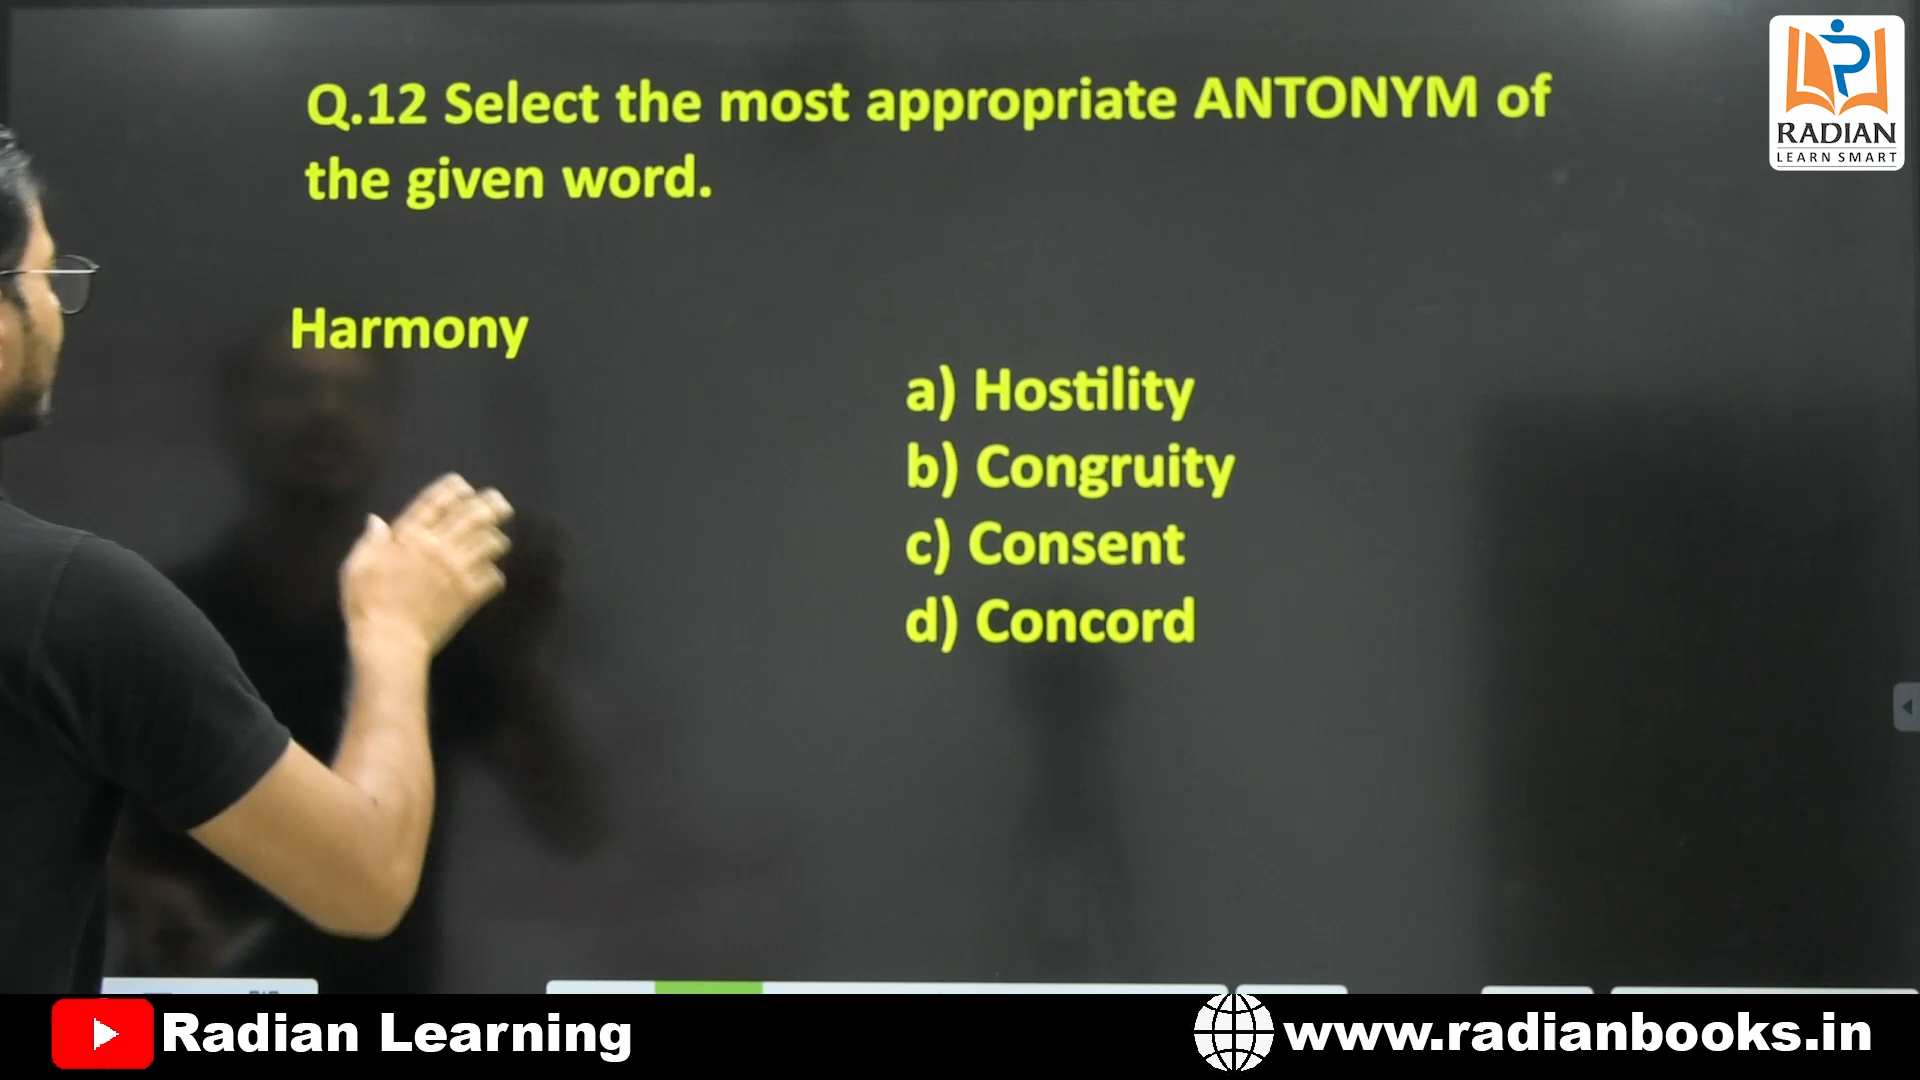 Q.12 Select the most appropriate ANTONYM of
the given word.
Harmony
a) Hostility
b) Congruity
c) Consent
d) Concord
RADIAN
LEARN SMART
Radian Learning
www.radianbooks.in